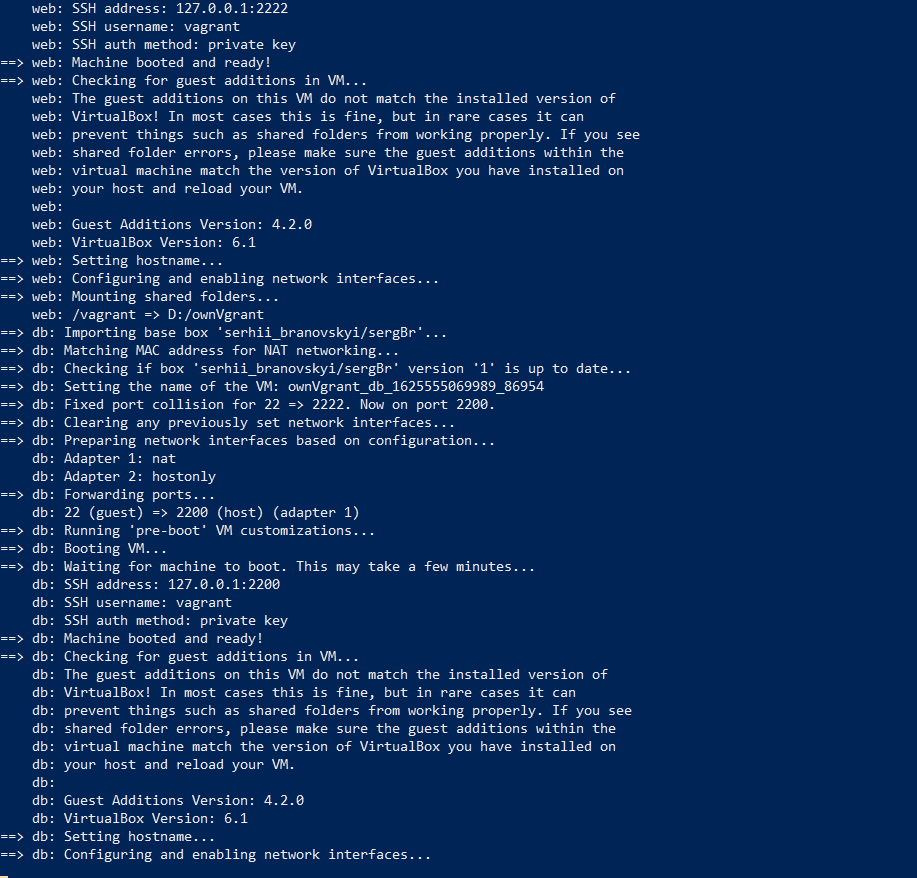 web: SSH address: 127.0.0.1:2222
web: SSH username: vagrant
web: SSH auth method: private key
==> web: Machine booted and ready!
==> web: Checking for guest additions in VM...
web: The guest additions on this VM do not match the installed version of
web: VirtualBox! In most cases this is fine, but in rare cases it can
web: prevent things such as shared folders from working properly. If you see
web: shared folder errors, please make sure the guest additions within the
web: virtual machine match the version of VirtualBox you have installed on
web: your host and reload your VM.
web:
web: Guest Additions Version: 4.2.0
web: VirtualBox Version: 6.1
==> web: Setting hostname...
==> web: Configuring and enabling network interfaces...
==> web: Mounting shared folders...
web: /vagrant => D:/ownVgrant
==> db: Importing base box 'serhii_branovskyi/sergBr'...
==> db: Matching MAC address for NAT networking...
==> db: Checking if box 'serhii_branovskyi/sergBr' version '1' is up to date...
==> db: Setting the name of the VM: ownVgrant_db_1625555069989_86954
==> db: Fixed port collision for 22 => 2222. Now on port 2200.
==> db: Clearing any previously set network interfaces...
==> db: Preparing network interfaces based on configuration...
db: Adapter 1: nat
db: Adapter 2: hostonly
==> db: Forwarding ports...
db: 22 (guest) => 2200 (host) (adapter 1)
==> db: Running 'pre-boot' VM customizations...
==> db: Booting VM...
==> db: Waiting for machine to boot. This may take a few minutes...
db: SSH address: 127.0.0.1:2200
db: SSH username: vagrant
db: SSH auth method: private key
==> db: Machine booted and ready!
==> db: Checking for guest additions in VM...
db: The guest additions on this VM do not match the installed version of
db: VirtualBox! In most cases this is fine, but in rare cases it can
db: prevent things such as shared folders from working properly. If you see
db: shared folder errors, please make sure the guest additions within the
db: virtual machine match the version of VirtualBox you have installed on
db: your host and reload your VM.
db:
db: Guest Additions Version: 4.2.0
db: VirtualBox Version: 6.1
==> db: Setting hostname...
==> db: Configuring and enabling network interfaces...